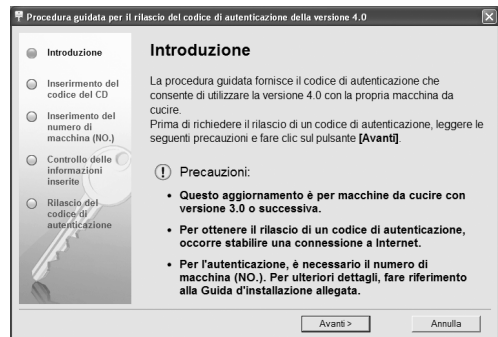 Procedura guidata per il rilascio del codice di autenticazione della versione 4.0
Introduzione
Inserirmento del
codice del CD
Inserimento del
numero di
macchina (NO.)
Controllo delle
informazioni
inserite
Rilascio del
codice di
autenticazione
Introduzione
La procedura guidata fornisce il codice di autenticazione che
consente di utilizzare la versione 4.0 con la propria macchina da
cucire.
Prima di richiedere il rilascio di un codice di autenticazione, leggere le
seguenti precauzioni e fare clic sul pulsante [Avanti].
Precauzioni:
• Questo aggiornamento è per macchine da cucire con
versione 3.0 o successiva.
• Per ottenere il rilascio di un codice di autenticazione,
occorre stabilire una connessione a Internet.
• Per l'autenticazione, è necessario il numero di
macchina (NO.). Per ulteriori dettagli, fare riferimento
alla Guida d'installazione allegata.
Avanti >
Annulla